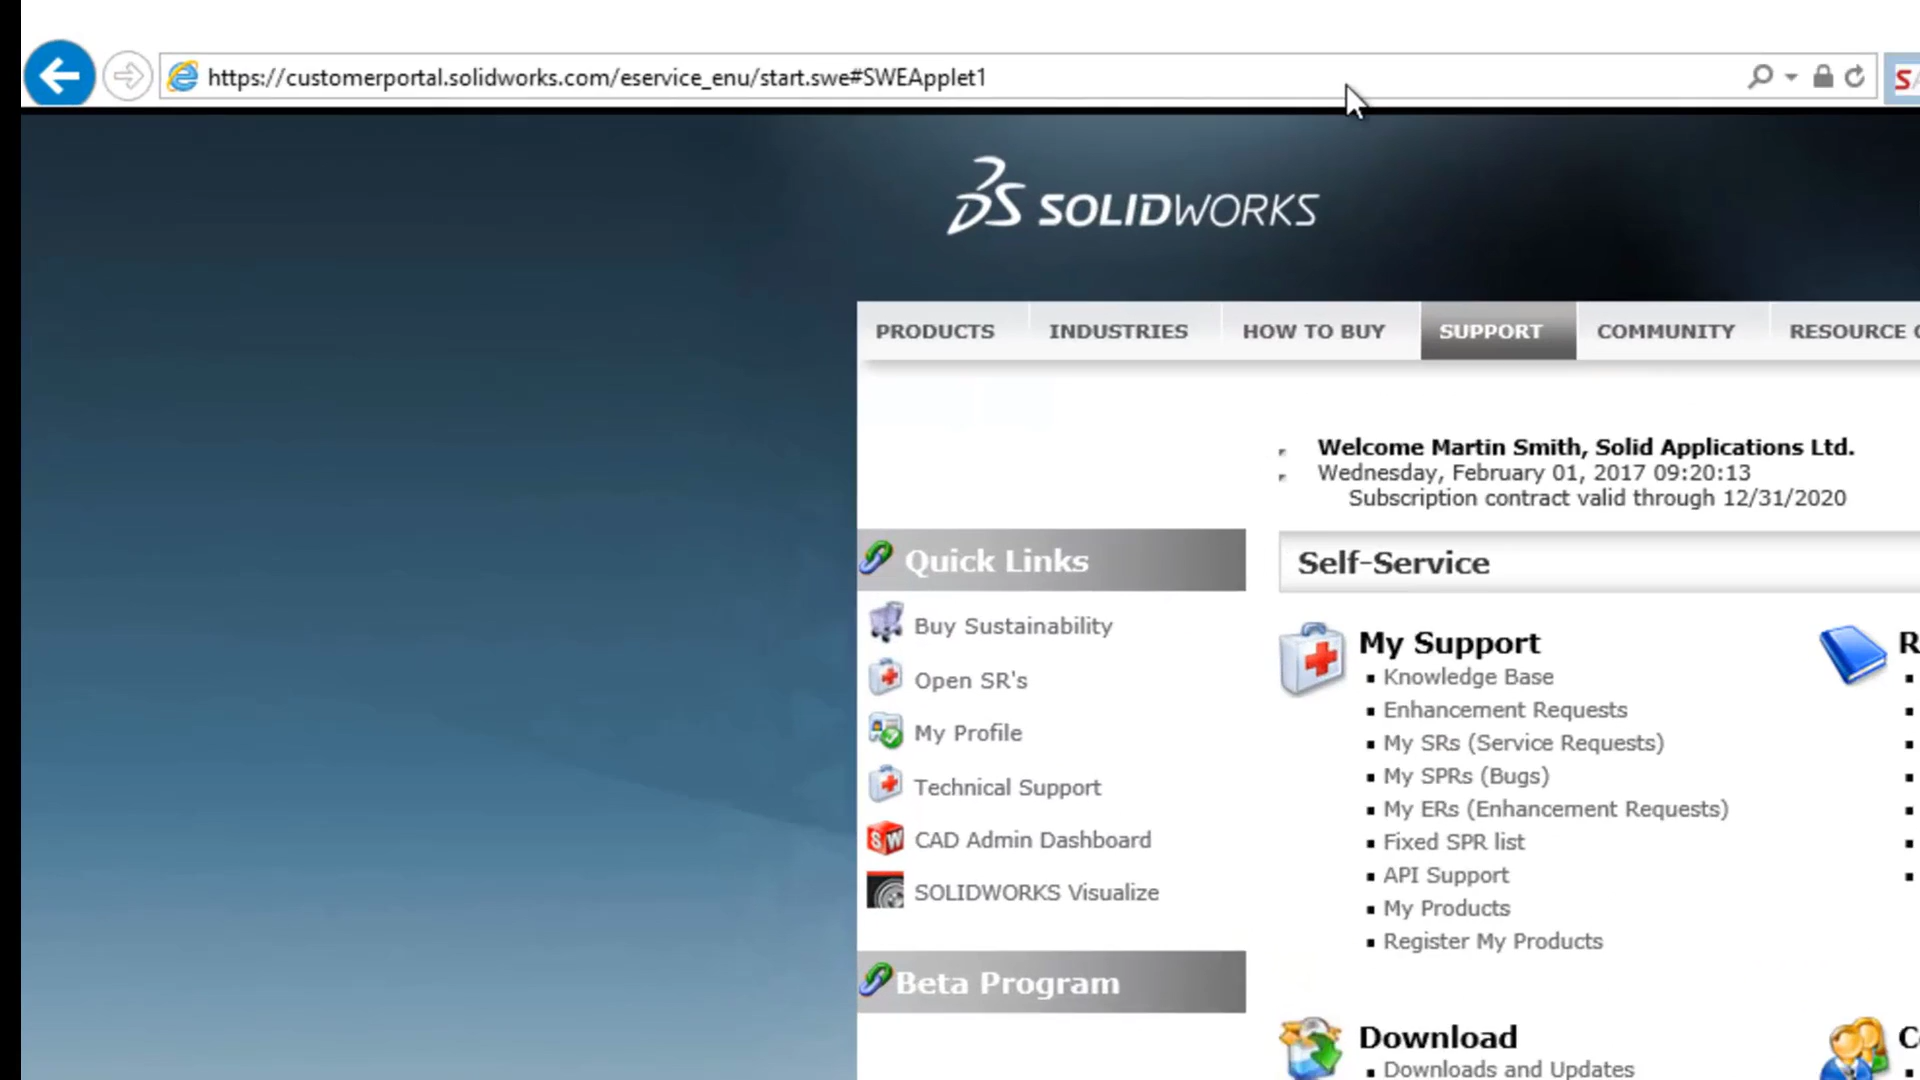 https://customerportal.solidworks.com/eservice_enu/start.swe#SWEApplet1
SOLIDWORKS
PRODUCTS INDUSTRIES HOW TO BUY SUPPORT COMMUNITY RESOURCE
Welcome Martin Smith, Solid Applications Ltd.
Wednesday, February 01, 2017 09:20:13
Subscription contract valid through 12/31/2020
Quick Links
Buy Sustainability
Open SR's
My Profile
Technical Support
CAD Admin Dashboard
SOLIDWORKS Visualize
Beta Program
Self-Service
My Support
Knowledge Base
Enhancement Requests
My SRs (Service Requests)
My SPRs (Bugs)
My ERs (Enhancement Requests)
Fixed SPR list
API Support
My Products
Register My Products
Download
Downloads and Updates